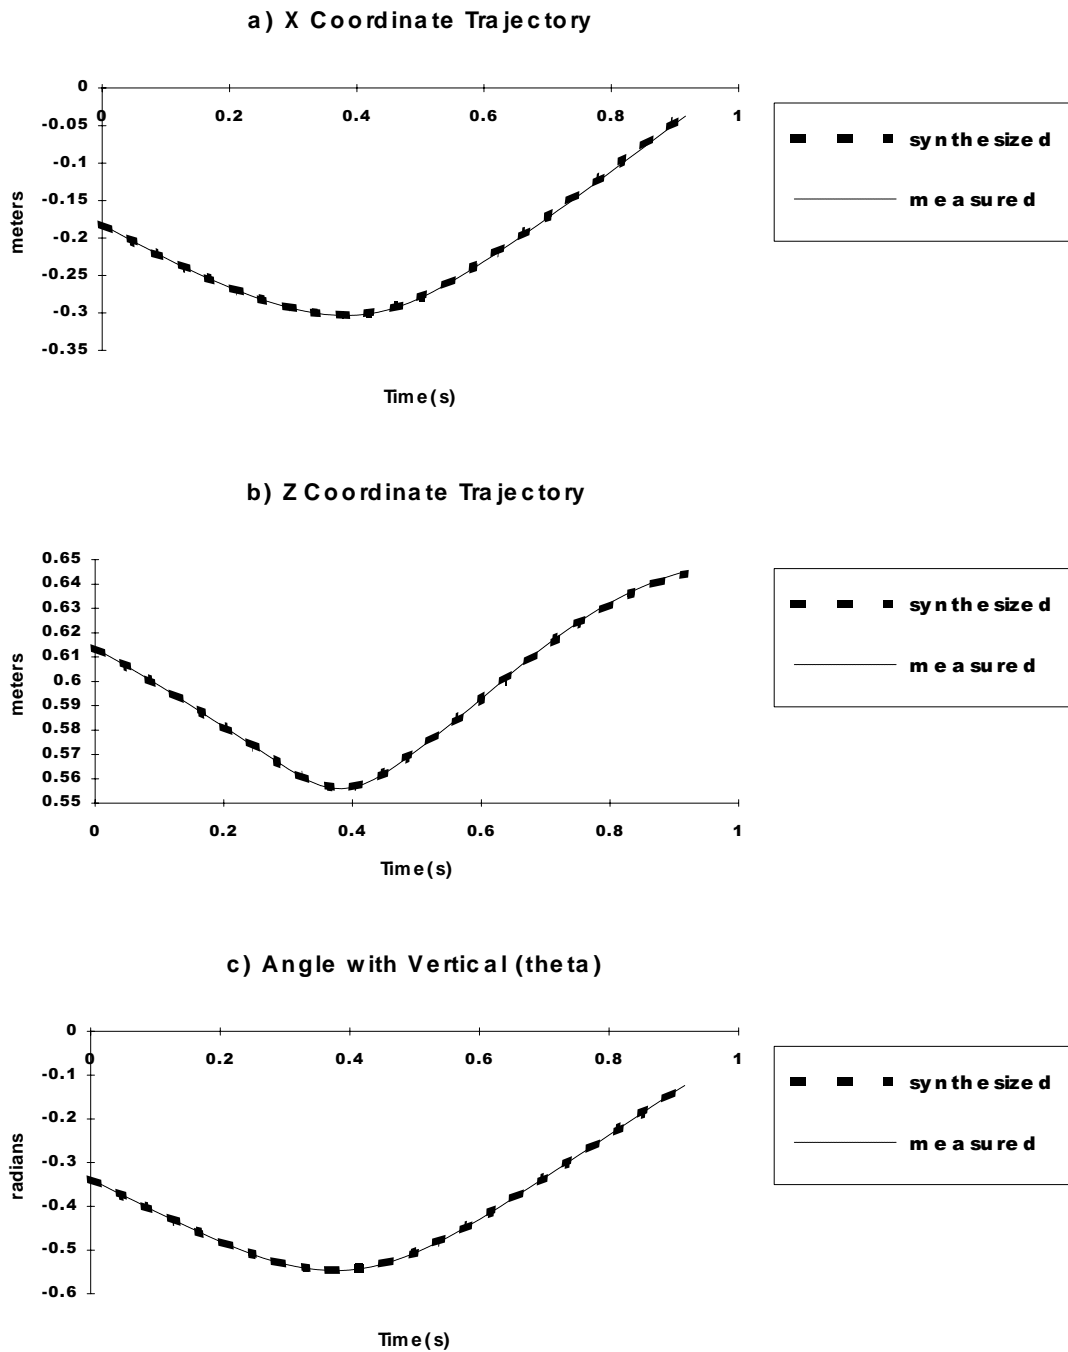 a) X Coordinate Trajectory
0
-0.05
-0.1
-0.15
-0.2
-0.25
-0.3
-0.35
0 0.2 0.4 0.6 0.8 1
meters
Time(s)
synthesized
measured
b) Z Coordinate Trajectory
0.65
0.64
0.63
0.62
0.61
0.6
0.59
0.58
0.57
0.56
0.55
0 0.2 0.4 0.6 0.8 1
meters
Time(s)
synthesized
measured
c) Angle with Vertical (theta)
0
-0.1
-0.2
-0.3
-0.4
-0.5
-0.6
0 0.2 0.4 0.6 0.8 1
radians
Time(s)
synthesized
measured